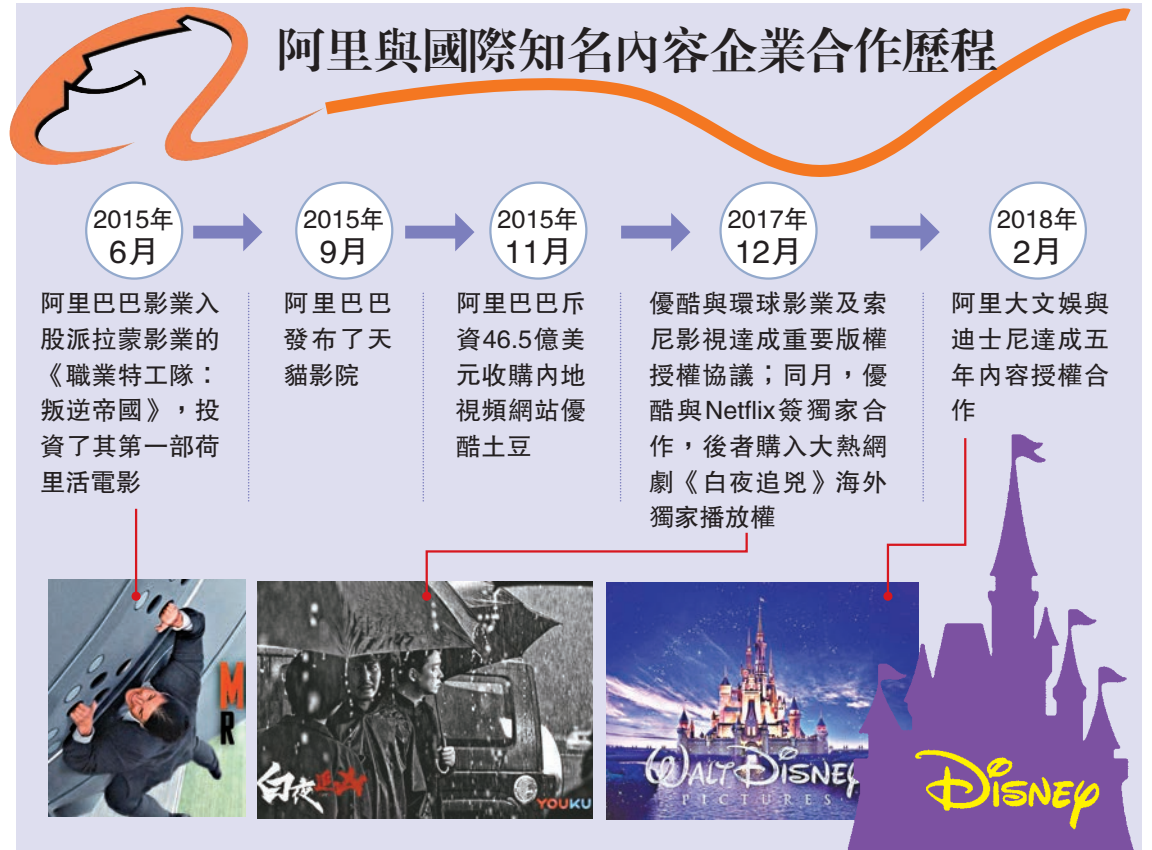 阿里與國際知名內容企業合作歷程
2015年
6月
阿里巴巴影業入
股派拉蒙影業的
《職業特工隊：
叛逆帝國》，投
資了其第一部荷
里活電影
2015年
9月
阿里巴巴
發布了天
貓影院
2015年
11月
阿里巴巴斥
資46.5億美
元收購內地
視頻網站優
酷土豆
2017年
12月
優酷與環球影業及索
尼影視達成重要版權
授權協議；同月，優
酷與Netflix簽獨家合
作，後者購入大熱網
劇《白夜追兇》海外
獨家播放權
2018年
2月
阿里大文娛與
迪士尼達成五
年內容授權合
作
M
R
白夜追兇
YOUKU
WALT DISNEY
PICTURES
DISNEY